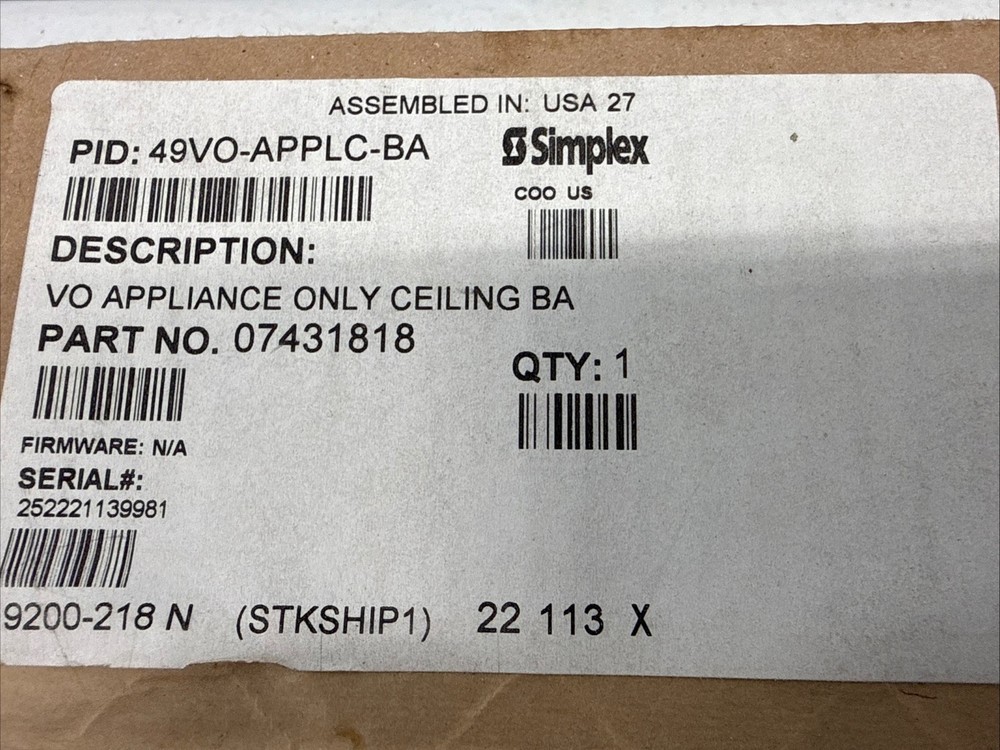 ASSEMBLED IN: USA 27
PID: 49VO-APPLC-BA
Simplex
COO US
DESCRIPTION:
VO APPLIANCE ONLY CEILING BA
PART NO. 07431818
QTY: 1
FIRMWARE: N/A
SERIAL#:
252221139981
9200-218 N (STKSHIP1) 22 113 X